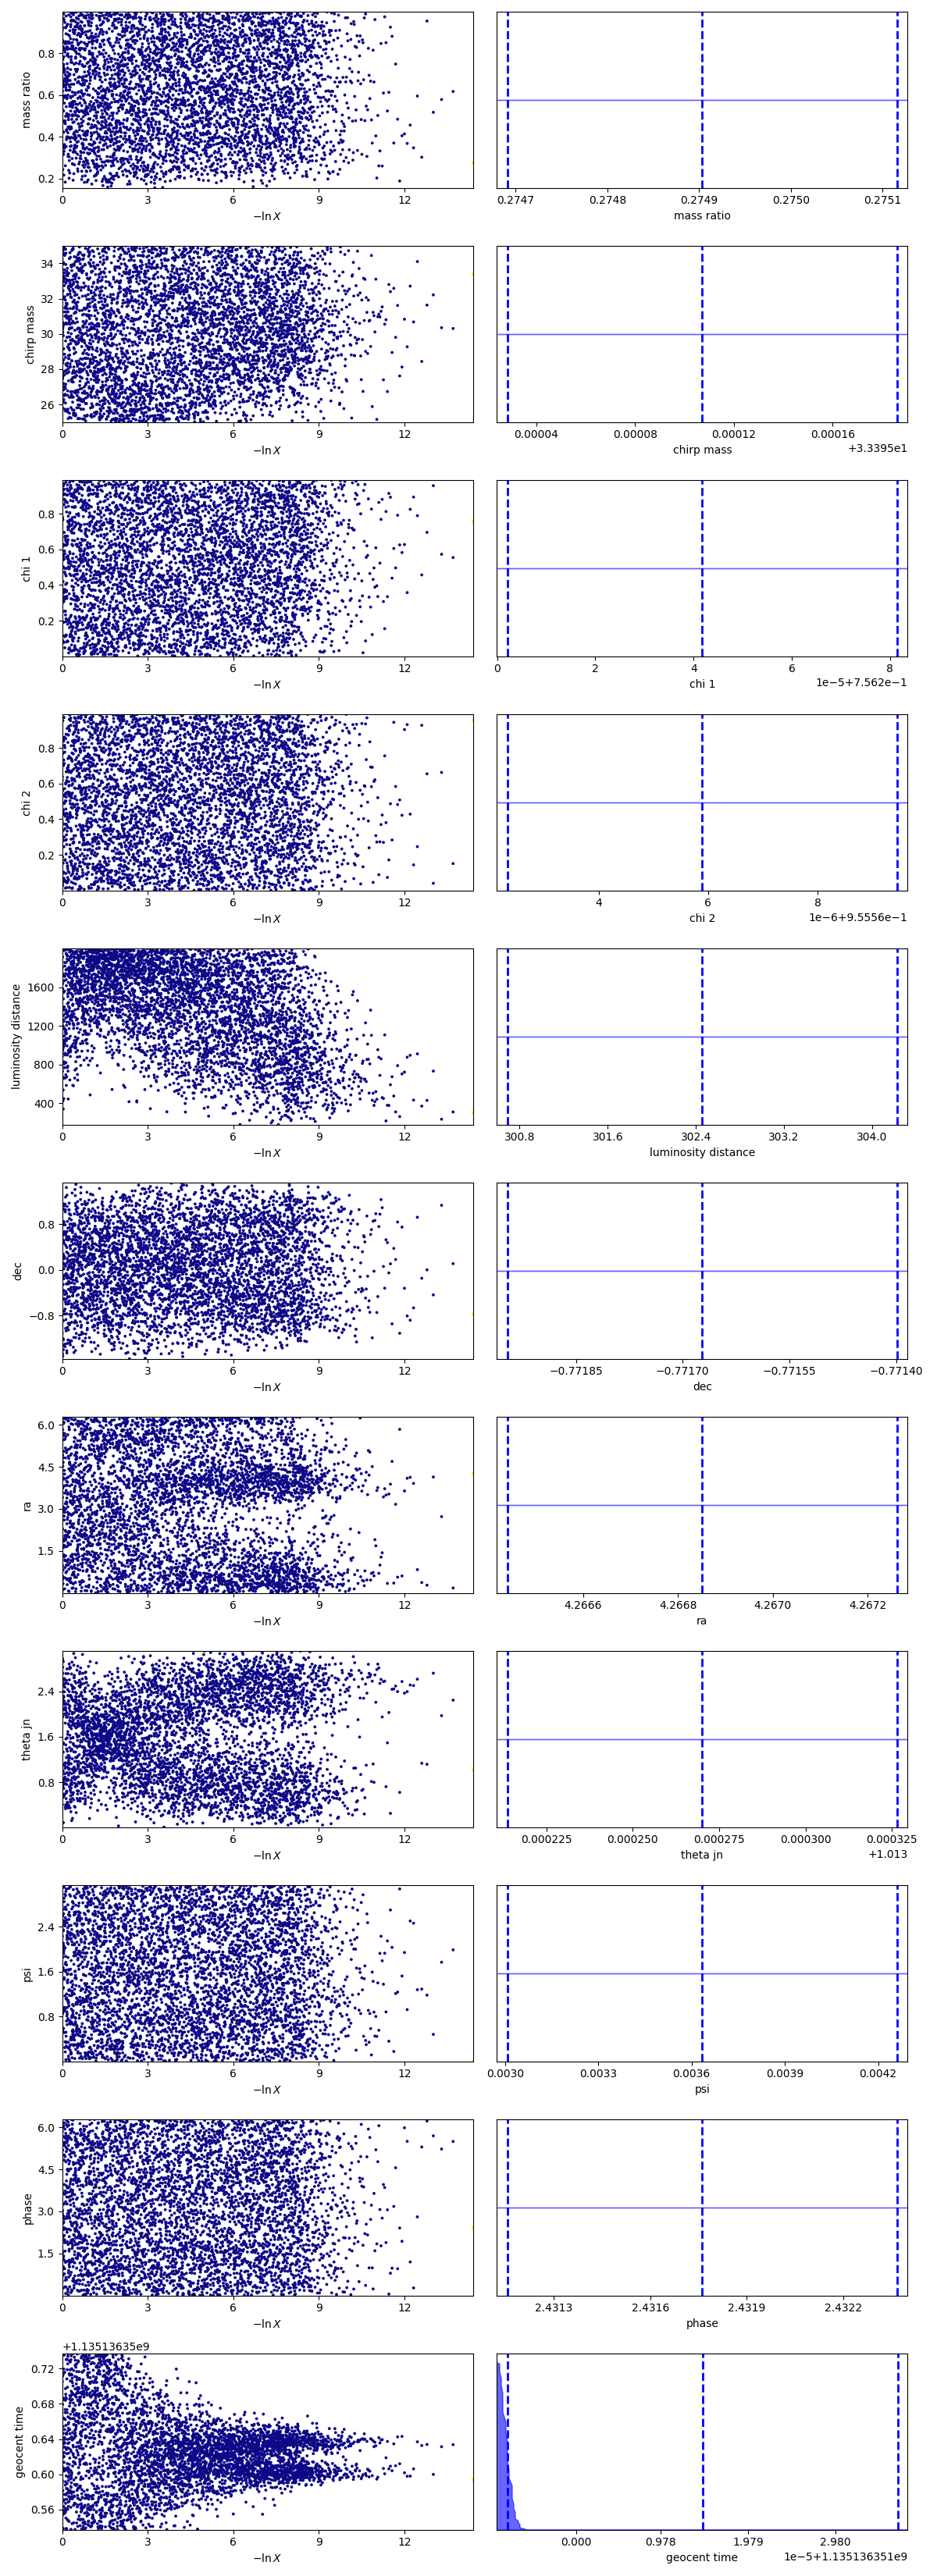 0.8
0.6
0.4
0.2
mass ratio
0 3 6 9 12
−ln X
0.2747 0.2748 0.2749 0.2750 0.2751
mass ratio
34
32
30
28
26
chirp mass
0 3 6 9 12
−ln X
0.00004 0.00008 0.00012 0.00016
+3.3395e1
chirp mass
0.8
0.6
0.4
0.2
chi 1
0 3 6 9 12
−ln X
0 2 4 6 8
1e−5+7.562e−1
chi 1
0.8
0.6
0.4
0.2
chi 2
0 3 6 9 12
−ln X
4 6 8
1e−6+9.5556e−1
chi 2
1600
1200
800
400
luminosity distance
0 3 6 9 12
−ln X
300.8 301.6 302.4 303.2 304.0
luminosity distance
0.8
0.0
−0.8
dec
0 3 6 9 12
−ln X
−0.77185 −0.77170 −0.77155 −0.77140
dec
6.0
4.5
3.0
1.5
ra
0 3 6 9 12
−ln X
4.2666 4.2668 4.2670 4.2672
ra
2.4
1.6
0.8
theta jn
0 3 6 9 12
−ln X
0.000225 0.000250 0.000275 0.000300 0.000325
+1.013
theta jn
2.4
1.6
0.8
psi
0 3 6 9 12
−ln X
0.0030 0.0033 0.0036 0.0039 0.0042
psi
6.0
4.5
3.0
1.5
phase
0 3 6 9 12
−ln X
2.4313 2.4316 2.4319 2.4322
phase
+1.13513635e9
0.72
0.68
0.64
0.60
0.56
geocent time
0 3 6 9 12
−ln X
0.000 0.978 1.979 2.980
1e−5+1.135136351e9
geocent time